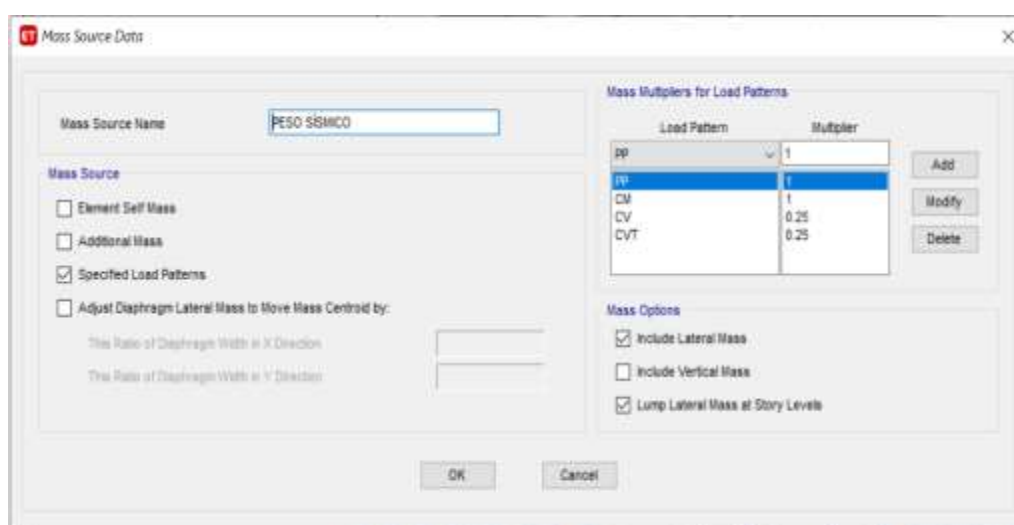 ET Mass Source Data
Mass Source Name
PESO SÍSMICO
Mass Source
Element Self Mass
Additional Mass
Specified Load Patterns
Adjust Diaphragm Lateral Mass to Move Mass Centroid by:
This Ratio of Diaphragm Width in X Direction
This Ratio of Diaphragm Width in Y Direction
Mass Multipliers for Load Patterns
Load Pattern Multiplier
PP 1
PP 1
CM 1
CV 0.25
CVT 0.25
Add
Modify
Delete
Mass Options
Include Lateral Mass
Include Vertical Mass
Lump Lateral Mass at Story Levels
OK Cancel